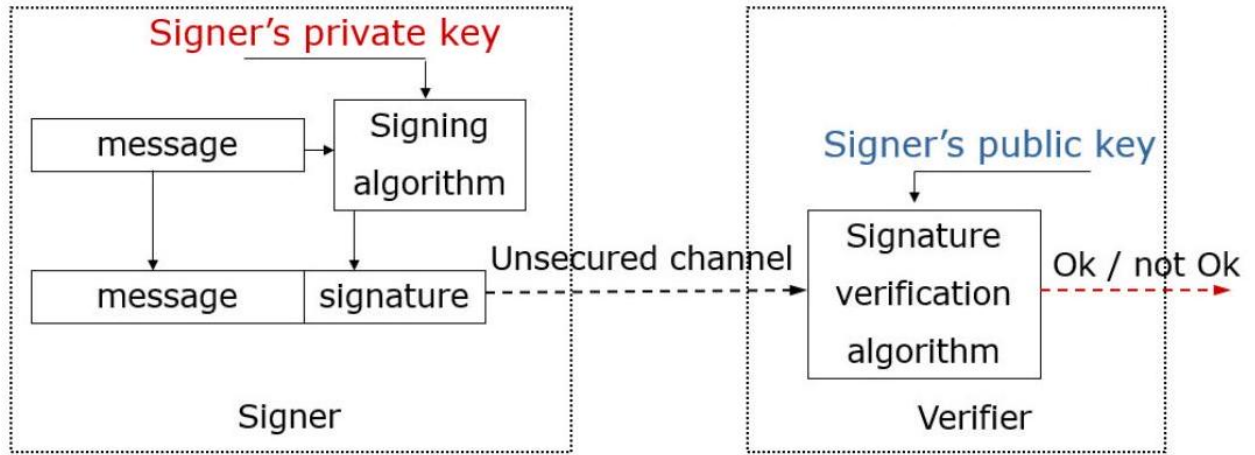 Signer’s private key
message
Signing
algorithm
message
signature
Signer
Unsecured channel
Signer’s public key
Signature
verification
algorithm
Ok / not Ok
Verifier